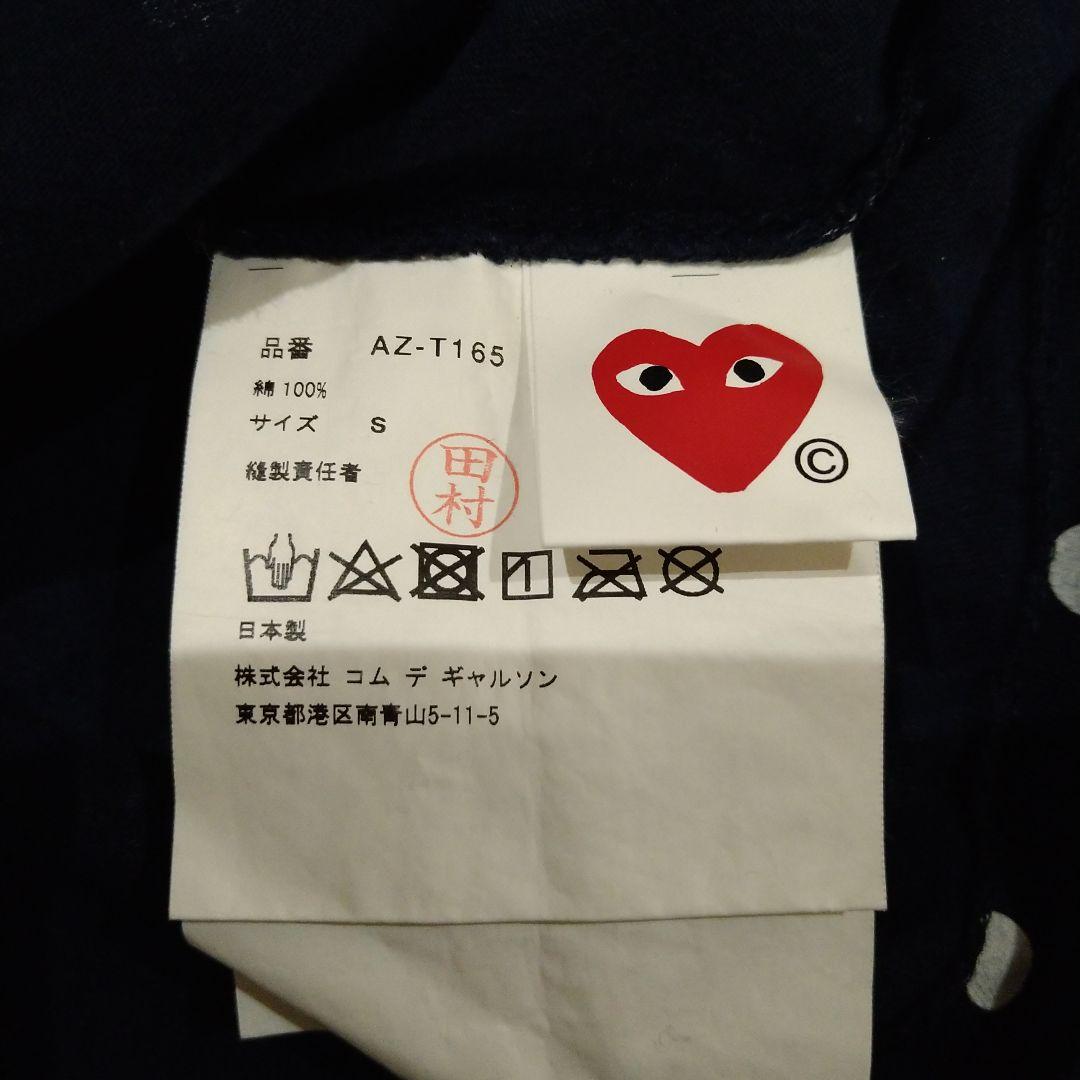 品番 AZ-T165
綿 100%
サイズ S
縫製責任者 田村
日本製
株式会社 コム デ ギャルソン
東京都港区南青山5-11-5
©